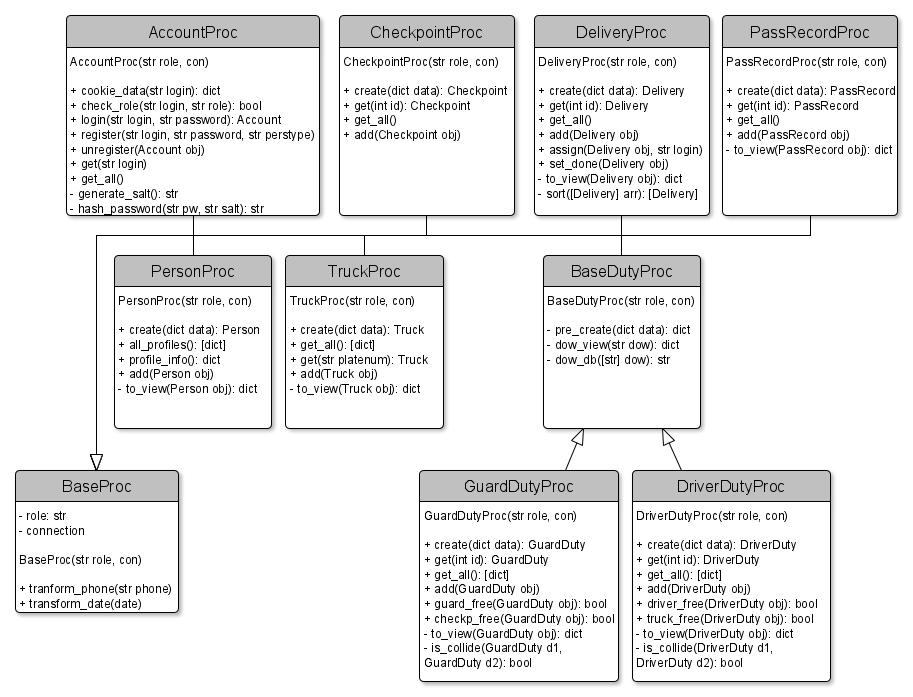 AccountProc
AccountProc(str role, con)
+ cookie_data(str login): dict
+ check_role(str login, str role): bool
+ login(str login, str password): Account
+ register(str login, str password, str perstype)
+ unregister(Account obj)
+ get(str login)
+ get_all()
- generate_salt(): str
- hash_password(str pw, str salt): str
CheckpointProc
CheckpointProc(str role, con)
+ create(dict data): Checkpoint
+ get(int id): Checkpoint
+ get_all()
+ add(Checkpoint obj)
DeliveryProc
DeliveryProc(str role, con)
+ create(dict data): Delivery
+ get(int id): Delivery
+ get_all()
+ add(Delivery obj)
+ assign(Delivery obj, str login)
+ set_done(Delivery obj)
- to_view(Delivery obj): dict
- sort([Delivery] arr): [Delivery]
PassRecordProc
PassRecordProc(str role, con)
+ create(dict data): PassRecord
+ get(int id): PassRecord
+ get_all()
+ add(PassRecord obj)
- to_view(PassRecord obj): dict
PersonProc
PersonProc(str role, con)
+ create(dict data): Person
+ all_profiles(): [dict]
+ profile_info(): dict
+ add(Person obj)
- to_view(Person obj): dict
TruckProc
TruckProc(str role, con)
+ create(dict data): Truck
+ get_all(): [dict]
+ get(str platenum): Truck
+ add(Truck obj)
- to_view(Truck obj): dict
BaseDutyProc
BaseDutyProc(str role, con)
- pre_create(dict data): dict
- dow_view(str dow): dict
- dow_db([str] dow): str
BaseProc
- role: str
- connection
BaseProc(str role, con)
+ tranform_phone(str phone)
+ transform_date(date)
GuardDutyProc
GuardDutyProc(str role, con)
+ create(dict data): GuardDuty
+ get(int id): GuardDuty
+ get_all(): [dict]
+ add(GuardDuty obj)
+ guard_free(GuardDuty obj): bool
+ checkp_free(GuardDuty obj): bool
- to_view(GuardDuty obj): dict
- is_collide(GuardDuty d1,
GuardDuty d2): bool
DriverDutyProc
DriverDutyProc(str role, con)
+ create(dict data): DriverDuty
+ get(int id): DriverDuty
+ get_all(): [dict]
+ add(DriverDuty obj)
+ driver_free(DriverDuty obj): bool
+ truck_free(DriverDuty obj): bool
- to_view(DriverDuty obj): dict
- is_collide(DriverDuty d1,
DriverDuty d2): bool